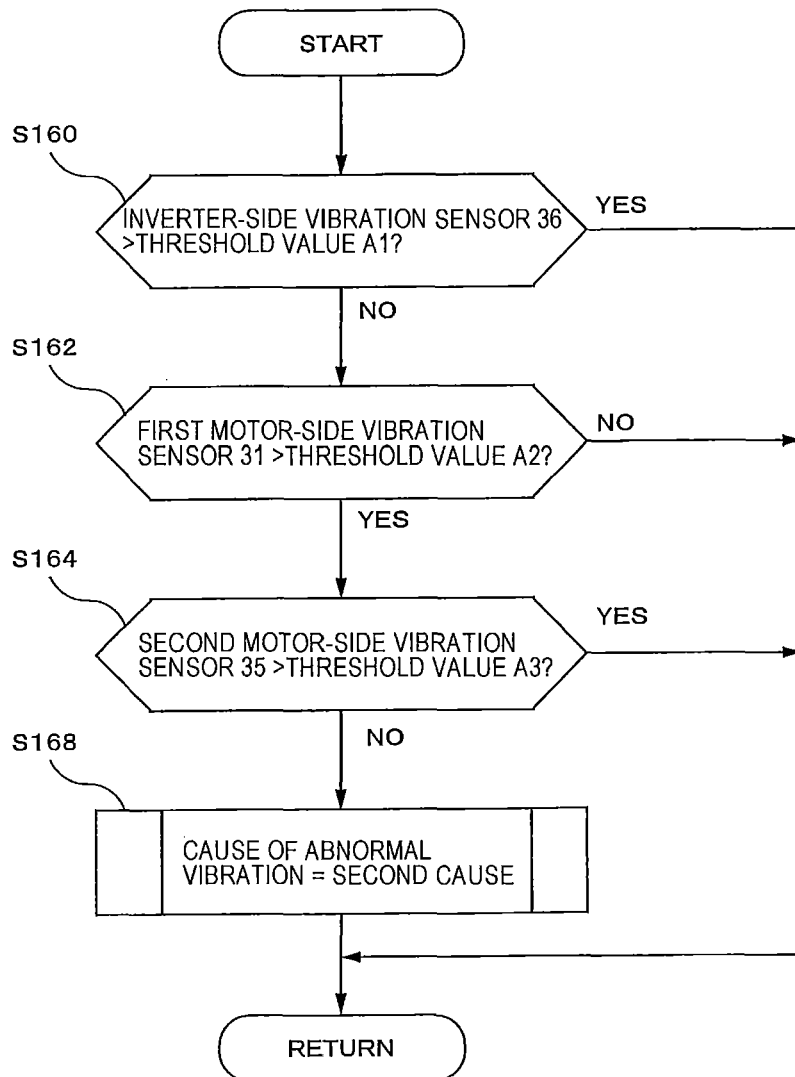 START
S160
INVERTER-SIDE VIBRATION SENSOR 36
>THRESHOLD VALUE A1?
YES
NO
S162
FIRST MOTOR-SIDE VIBRATION
SENSOR 31 >THRESHOLD VALUE A2?
NO
YES
S164
SECOND MOTOR-SIDE VIBRATION
SENSOR 35 >THRESHOLD VALUE A3?
YES
NO
S168
CAUSE OF ABNORMAL
VIBRATION = SECOND CAUSE
RETURN